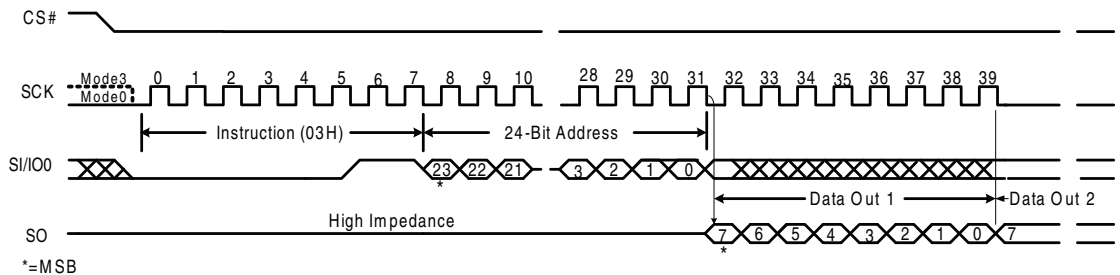 CS#
Mode3
SCK
Mode0
0 1 2 3 4 5 6 7 8 9 10 28 29 30 31 32 33 34 35 36 37 38 39
Instruction (03H)
24-Bit Address
SI/IO0
23 22 21 3 2 1 0
*
Data Out 1
Data Out 2
High Impedance
SO
7 6 5 4 3 2 1 0 7
*
*=MSB